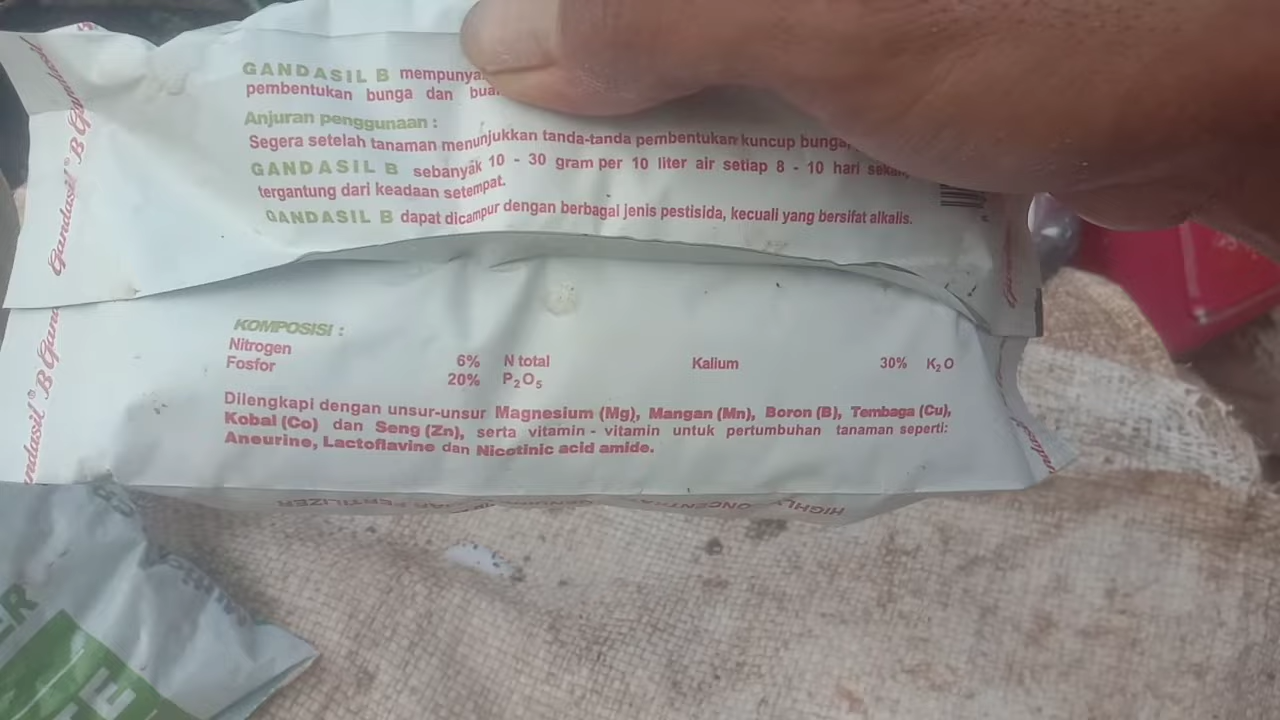 GANDASIL B mempunya
pembentukan bunga dan bua
Anjuran penggunaan :
Segera setelah tanaman menunjukkan tanda-tanda pembentukan kuncup bunga,
GANDASIL B sebanyak 10 - 30 gram per 10 liter air setiap 8 - 10 hari sekali,
tergantung dari keadaan setempat.
GANDASIL B dapat dicampur dengan berbagai jenis pestisida, kecuali yang bersifat alkalis.
Gandasil® B
KOMPOSISI :
Nitrogen 6% N total
Fosfor 20% P₂O₅
Kalium 30% K₂O
Dilengkapi dengan unsur-unsur Magnesium (Mg), Mangan (Mn), Boron (B), Tembaga (Cu),
Kobal (Co) dan Seng (Zn), serta vitamin - vitamin untuk pertumbuhan tanaman seperti:
Aneurine, Lactoflavine dan Nicotinic acid amide.
HIGHLY
FERTILIZER